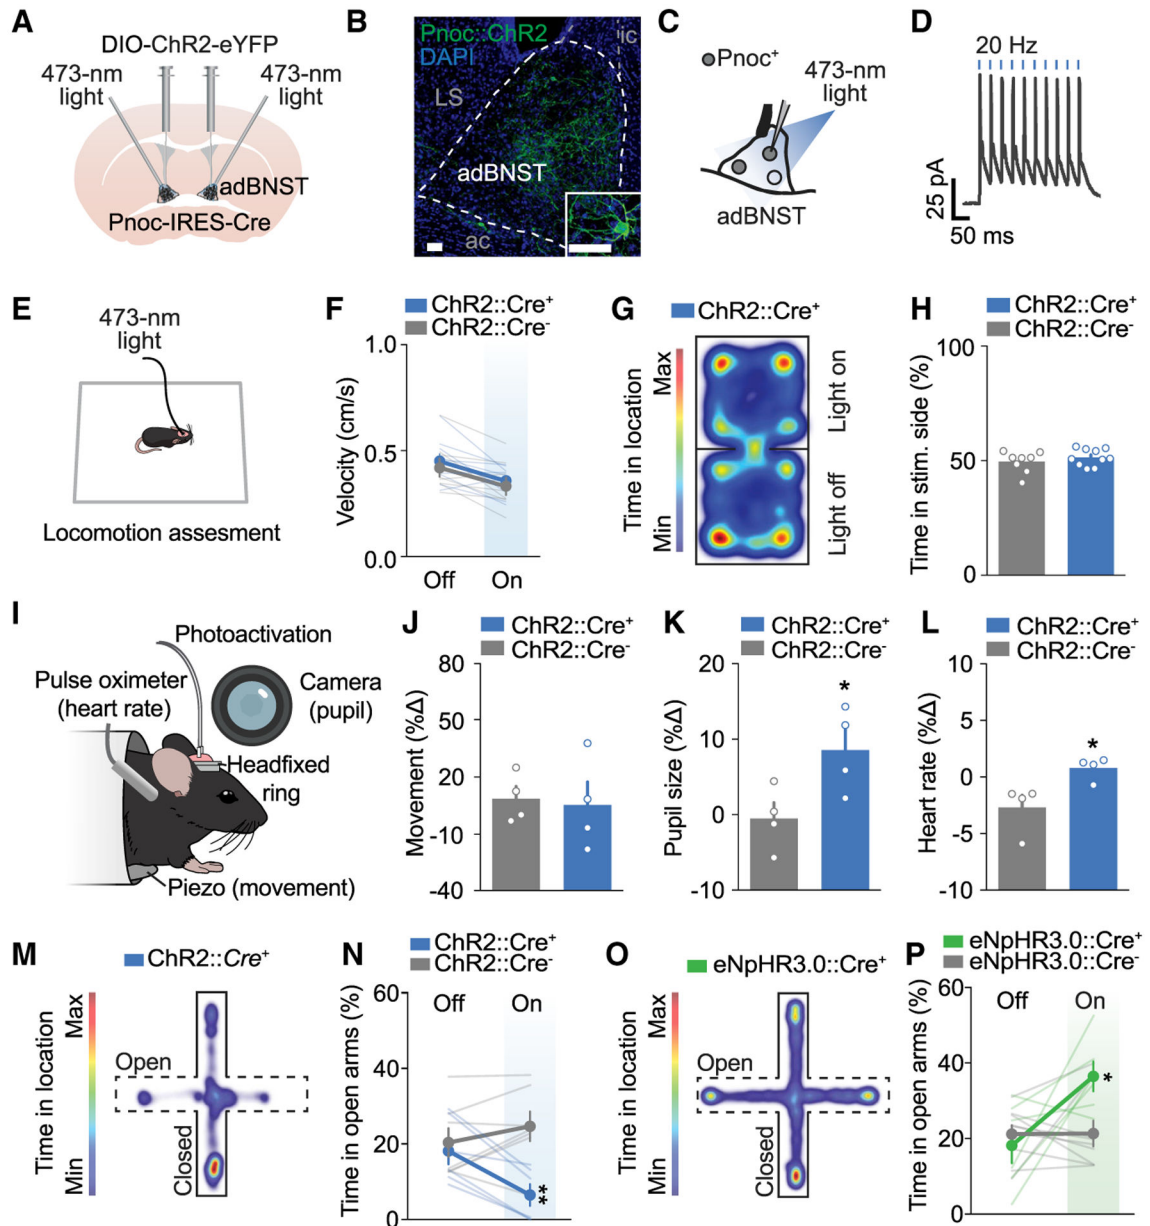 A
DIO-ChR2-eYFP
473-nm
light
473-nm
light
adBNST
Pnoc-IRES-Cre
B
Pnoc::ChR2
DAPI
ic
LS
adBNST
ac
C
Pnoc⁺
473-nm
light
adBNST
D
20 Hz
25 pA
50 ms
E
473-nm
light
Locomotion assesment
F
ChR2::Cre⁺
ChR2::Cre⁻
Velocity (cm/s)
1.0
0.5
0.0
Off
On
G
ChR2::Cre⁺
Time in location
Max
Min
Light on
Light off
H
ChR2::Cre⁺
ChR2::Cre⁻
Time in stim. side (%)
100
50
0
I
Photoactivation
Pulse oximeter
(heart rate)
Camera
(pupil)
Headfixed
ring
Piezo (movement)
J
ChR2::Cre⁺
ChR2::Cre⁻
Movement (%Δ)
80
50
20
-10
-40
K
ChR2::Cre⁺
ChR2::Cre⁻
Pupil size (%Δ)
20
10
0
-10
*
L
ChR2::Cre⁺
ChR2::Cre⁻
Heart rate (%Δ)
10
5
0
-5
-10
*
M
ChR2::Cre⁺
Time in location
Max
Min
Open
Closed
N
ChR2::Cre⁺
ChR2::Cre⁻
Time in open arms (%)
60
40
20
0
Off
On
**
O
eNpHR3.0::Cre⁺
Time in location
Max
Min
Open
Closed
P
eNpHR3.0::Cre⁺
eNpHR3.0::Cre⁻
Time in open arms (%)
60
40
20
0
Off
On
*